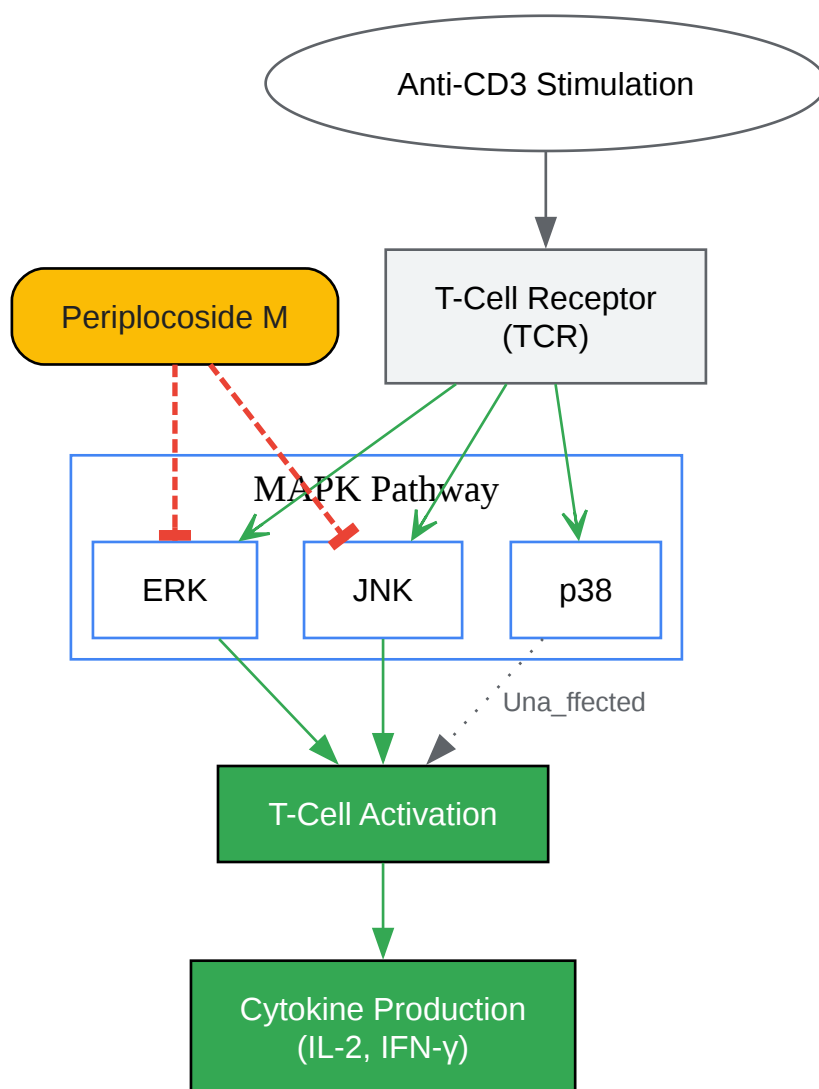 Anti-CD3 Stimulation
Periplocoside M
T-Cell Receptor
(TCR)
MAPK Pathway
ERK
JNK
p38
Una_ffected
T-Cell Activation
Cytokine Production
(IL-2, IFN-γ)